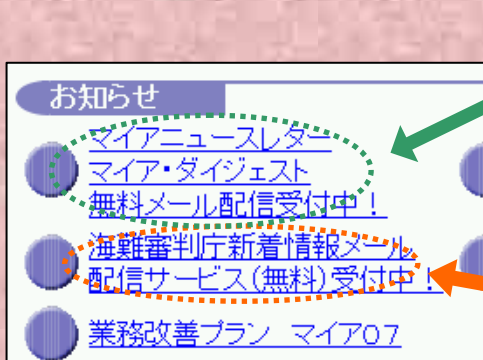 お知らせ
マイアニュースレター
マイア・ダイジェスト
無料メール配信受付中！
海難審判庁新着情報メール
配信サービス(無料)受付中！
業務改善プラン　マイア07